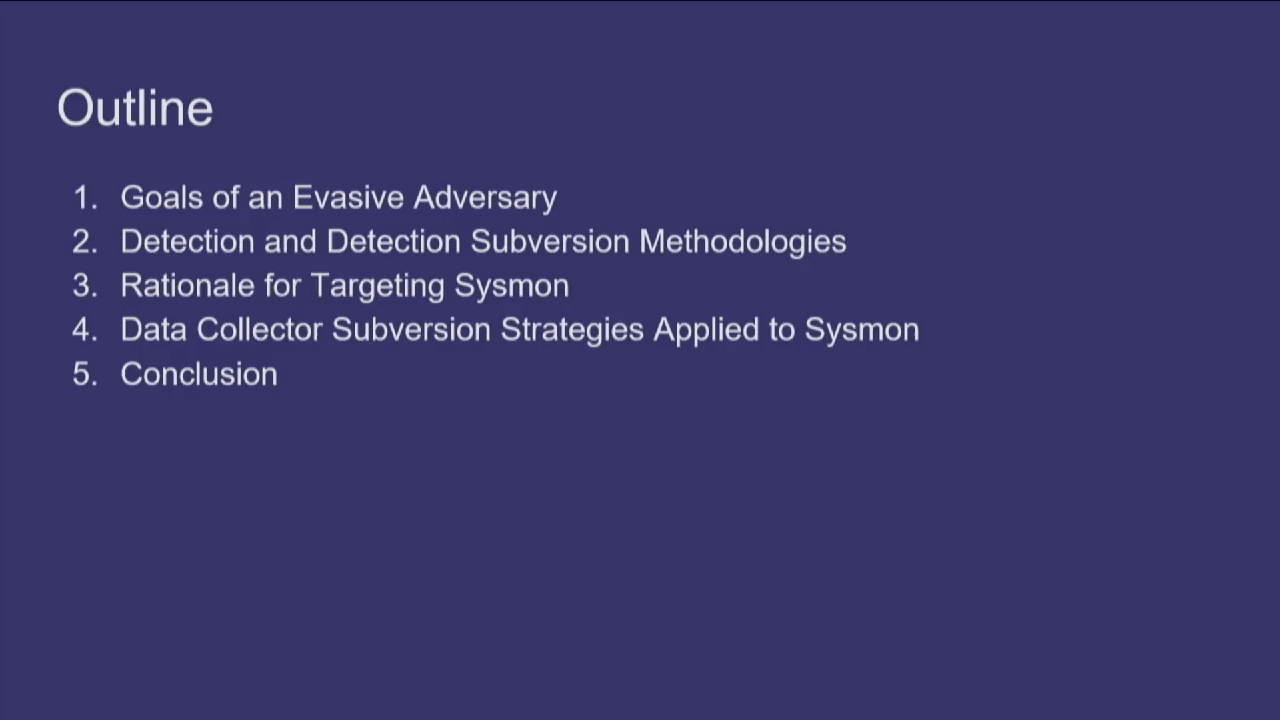 Outline
1. Goals of an Evasive Adversary
2. Detection and Detection Subversion Methodologies
3. Rationale for Targeting Sysmon
4. Data Collector Subversion Strategies Applied to Sysmon
5. Conclusion